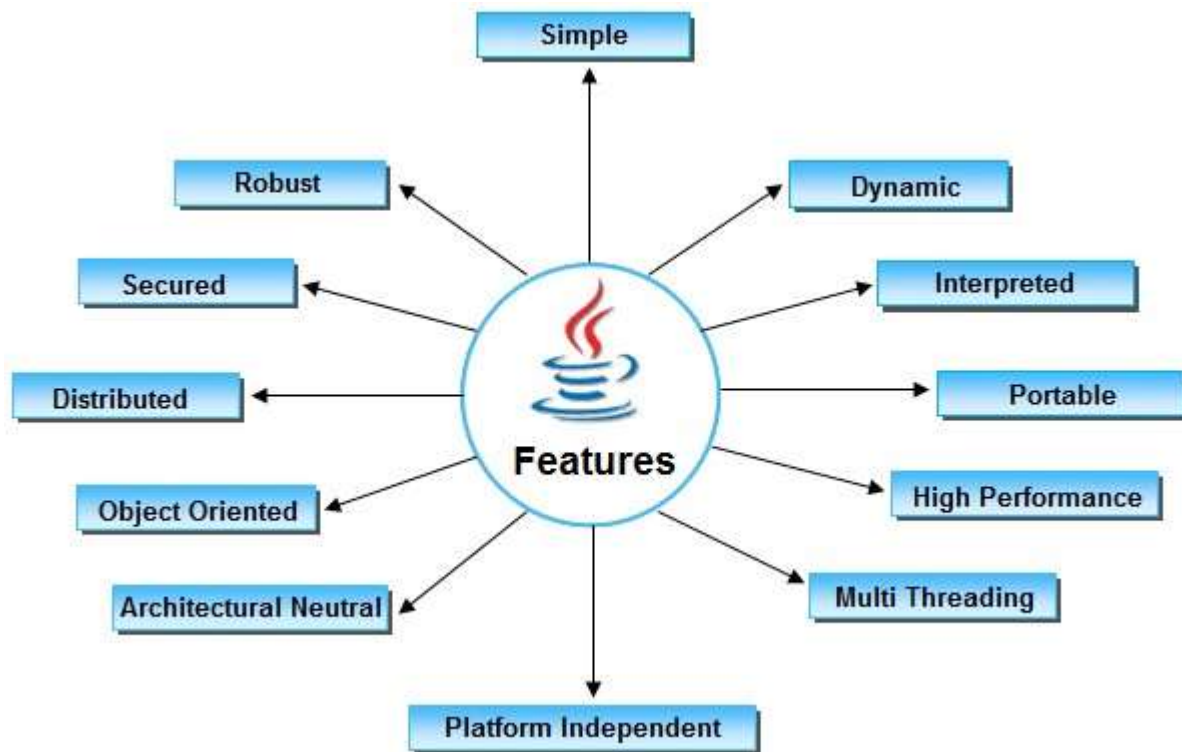 Simple
Robust
Dynamic
Secured
Interpreted
Distributed
Portable
Features
Object Oriented
High Performance
Architectural Neutral
Multi Threading
Platform Independent